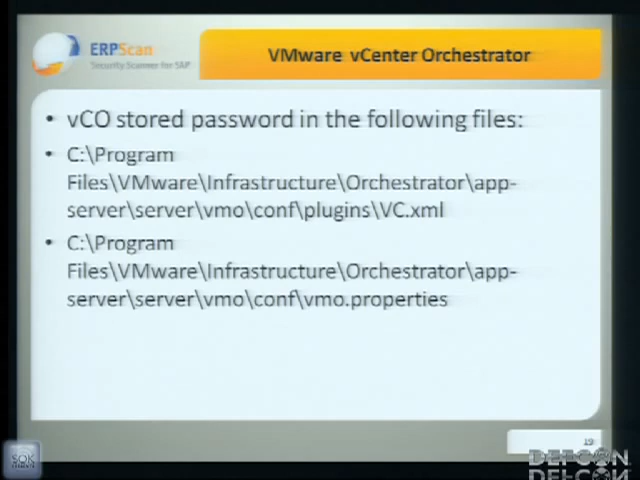 ERPScan
Security Scanner for SAP
VMware vCenter Orchestrator
• vCO stored password in the following files:
• C:\Program
Files\VMware\Infrastructure\Orchestrator\app-
server\server\vmo\conf\plugins\VC.xml
• C:\Program
Files\VMware\Infrastructure\Orchestrator\app-
server\server\vmo\conf\vmo.properties
19
DEFCON